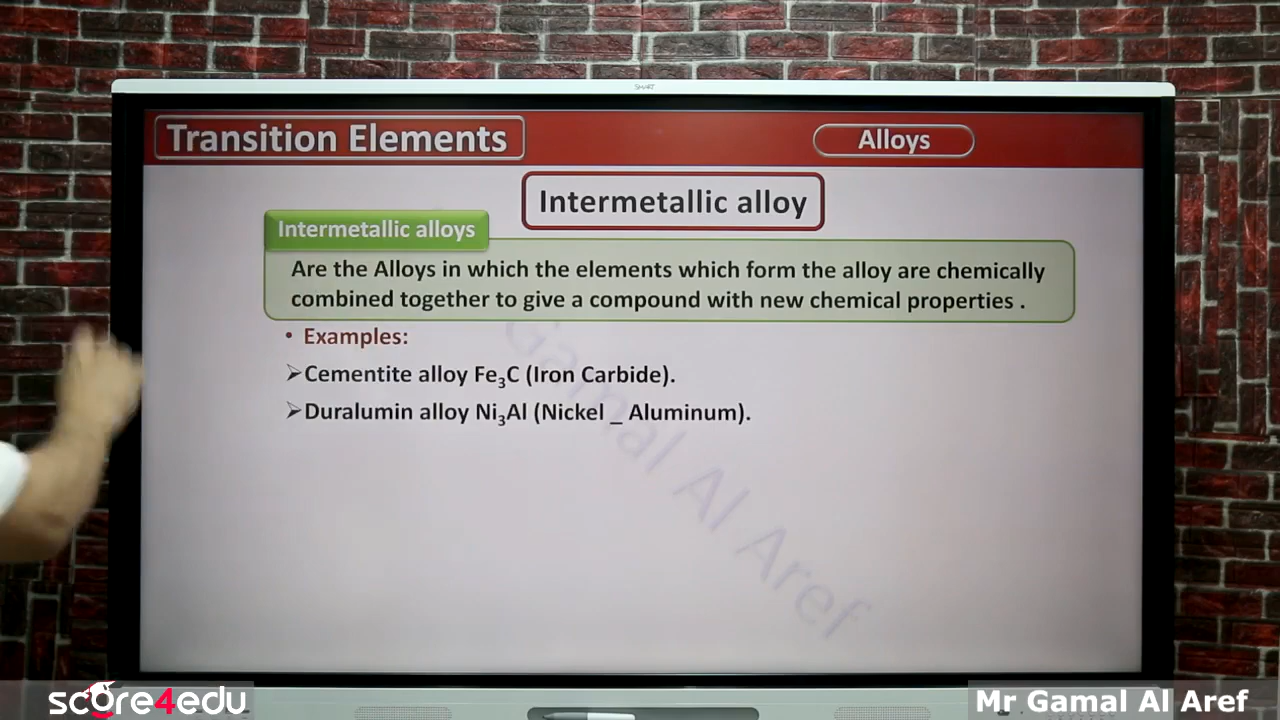 SMART
Transition Elements
Alloys
Intermetallic alloy
Intermetallic alloys
Are the Alloys in which the elements which form the alloy are chemically
combined together to give a compound with new chemical properties .
• Examples:
➢Cementite alloy Fe₃C (Iron Carbide).
➢Duralumin alloy Ni₃Al (Nickel _ Aluminum).
Gamal Al Aref
score4edu
Mr Gamal Al Aref